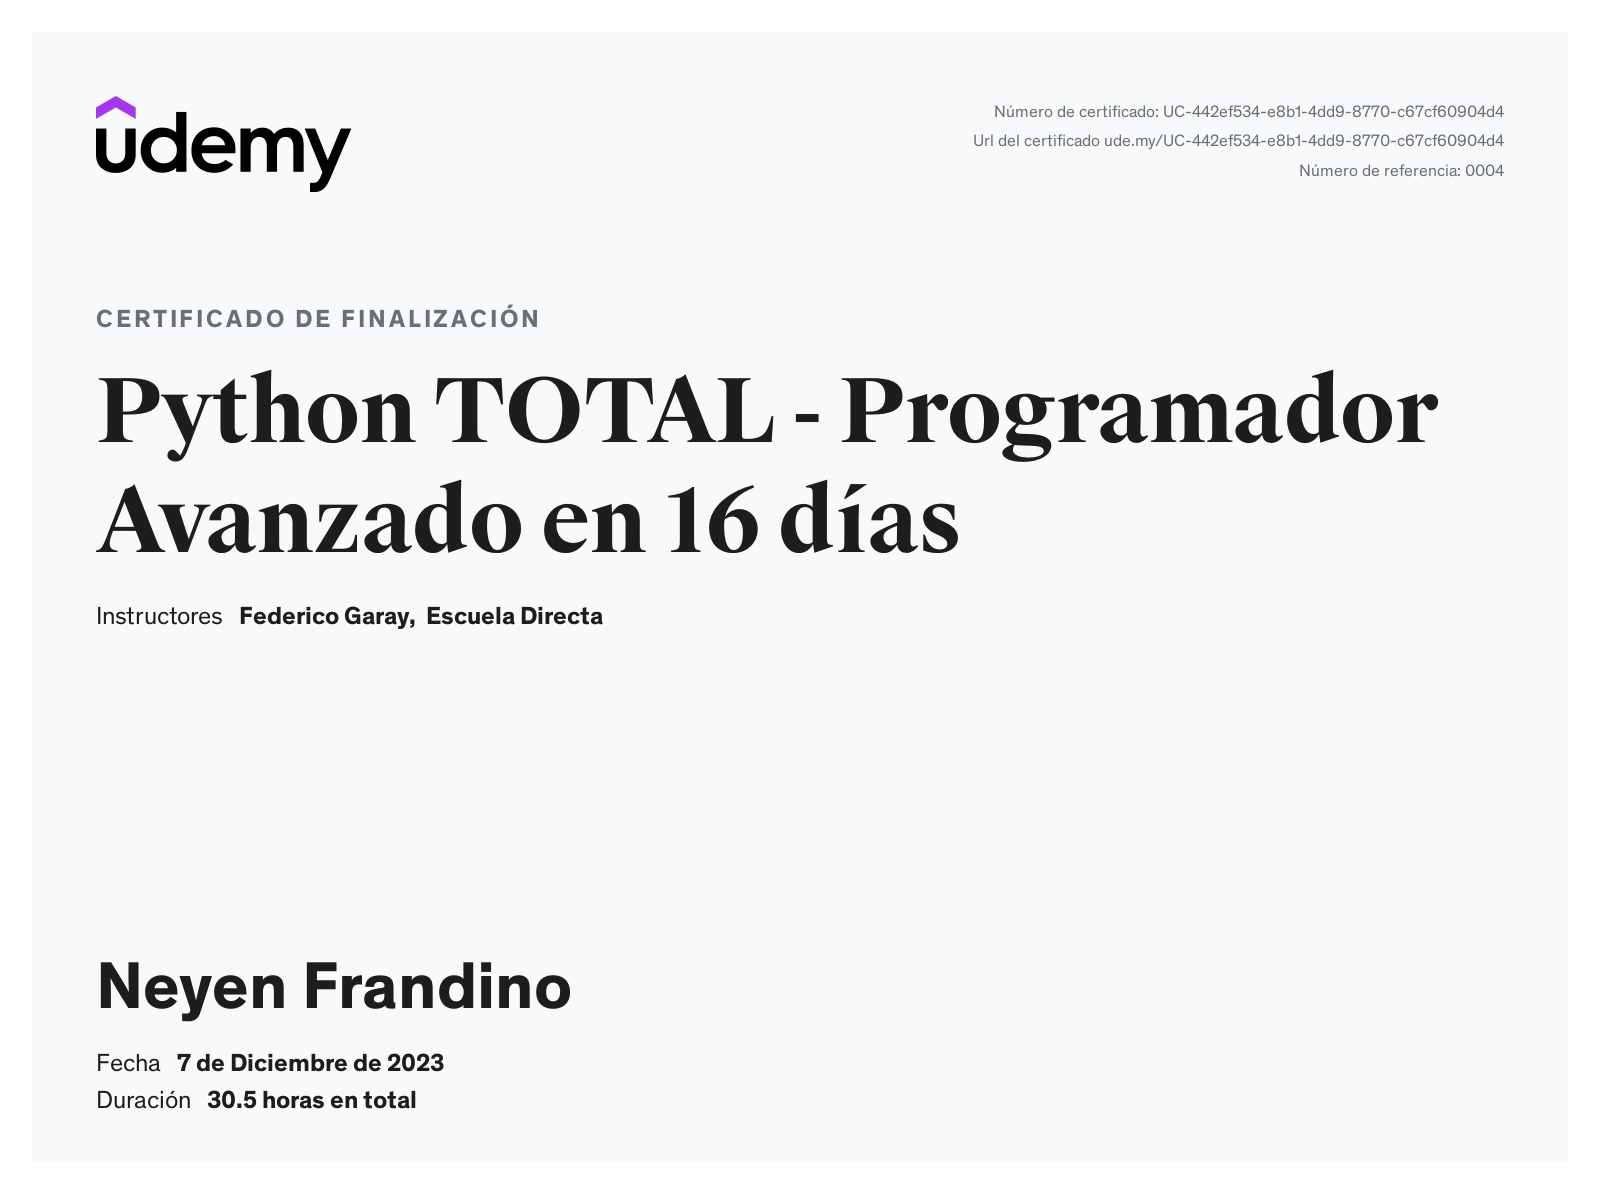 udemy
Número de certificado: UC-442ef534-e8b1-4dd9-8770-c67cf60904d4
Url del certificado ude.my/UC-442ef534-e8b1-4dd9-8770-c67cf60904d4
Número de referencia: 0004
CERTIFICADO DE FINALIZACIÓN
Python TOTAL - Programador
Avanzado en 16 días
Instructores Federico Garay, Escuela Directa
Neyen Frandino
Fecha 7 de Diciembre de 2023
Duración 30.5 horas en total